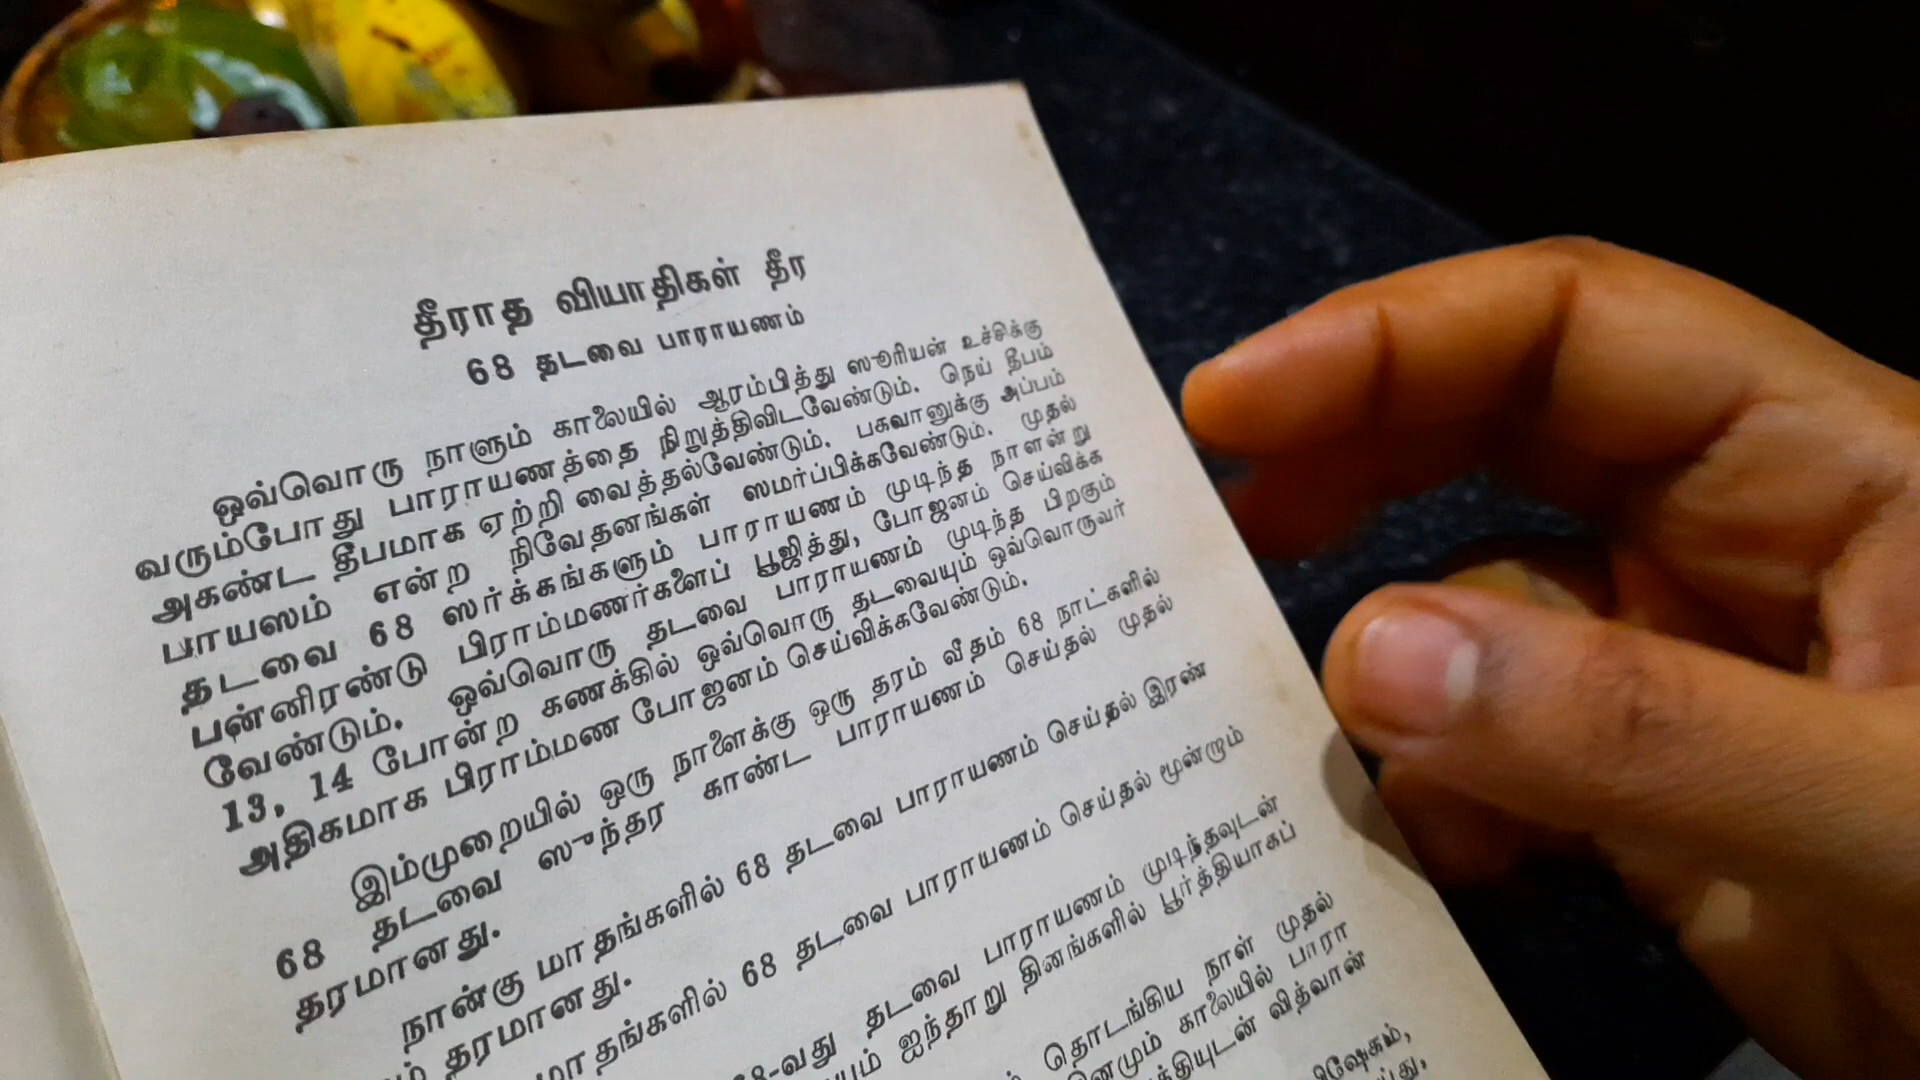 தீராத வியாதிகள் தீர
68 தடவை பாராயணம்
ஒவ்வொரு நாளும் காலையில் ஆரம்பித்து ஸூரியன் உச்சிக்கு
வரும்போது பாராயணத்தை நிறுத்திவிடவேண்டும். நெய் தீபம்
அகண்ட தீபமாக ஏற்றி வைத்தல்வேண்டும். பகவானுக்கு அப்பம்
பாயஸம் என்ற நிவேதனங்கள் ஸமர்ப்பிக்கவேண்டும். முதல்
தடவை 68 ஸர்க்கங்களும் பாராயணம் முடிந்த நாளன்று
பன்னிரண்டு பிராம்மணர்களைப் பூஜித்து, போஜனம் செய்விக்க
வேண்டும். ஒவ்வொரு தடவை பாராயணம் முடிந்த பிறகும்
13, 14 போன்ற கணக்கில் ஒவ்வொரு தடவையும் ஒவ்வொருவர்
அதிகமாக பிராம்மண போஜனம் செய்விக்கவேண்டும்.
இம்முறையில் ஒரு நாளைக்கு ஒரு தரம் வீதம் 68 நாட்களில்
68 தடவை ஸுந்தர காண்ட பாராயணம் செய்தல் முதல்
தரமானது.
நான்கு மாதங்களில் 68 தடவை பாராயணம் செய்தல் இரண்
தரமானது.
மாதங்களில் 68 தடவை பாராயணம் செய்தல் மூன்றும்
தடவை பாராயணம் முடிந்தவுடன்
ஐந்தாறு தினங்களில் பூர்த்தியாகப்
தொடங்கிய நாள் முதல்
காலையில் பாரா
வித்வான்